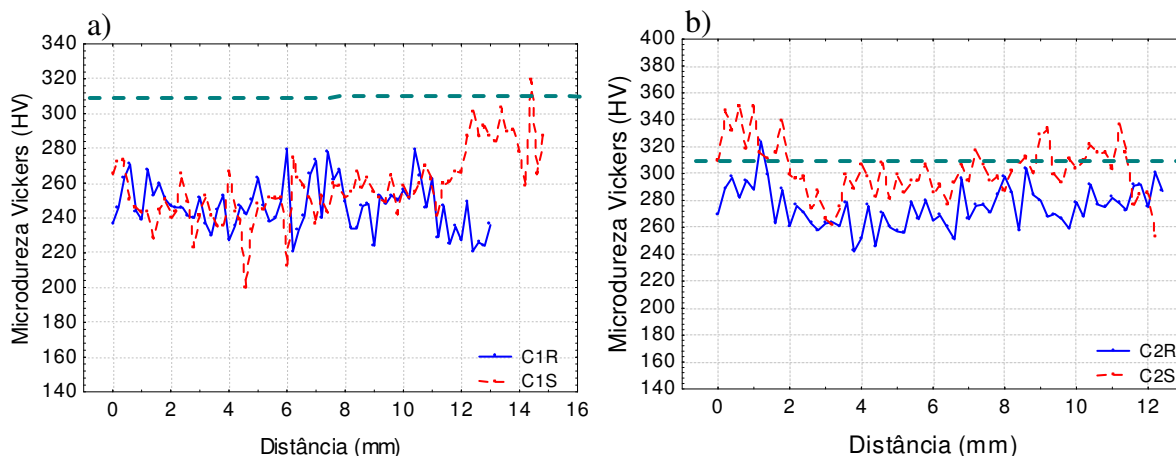 a)
Microdureza Vickers (HV)
340
320
300
280
260
240
220
200
180
160
140
0 2 4 6 8 10 12 14 16
Distância (mm)
C1R
C1S
b)
Microdureza Vickers (HV)
400
380
360
340
320
300
280
260
240
220
200
180
160
140
0 2 4 6 8 10 12
Distância (mm)
C2R
C2S